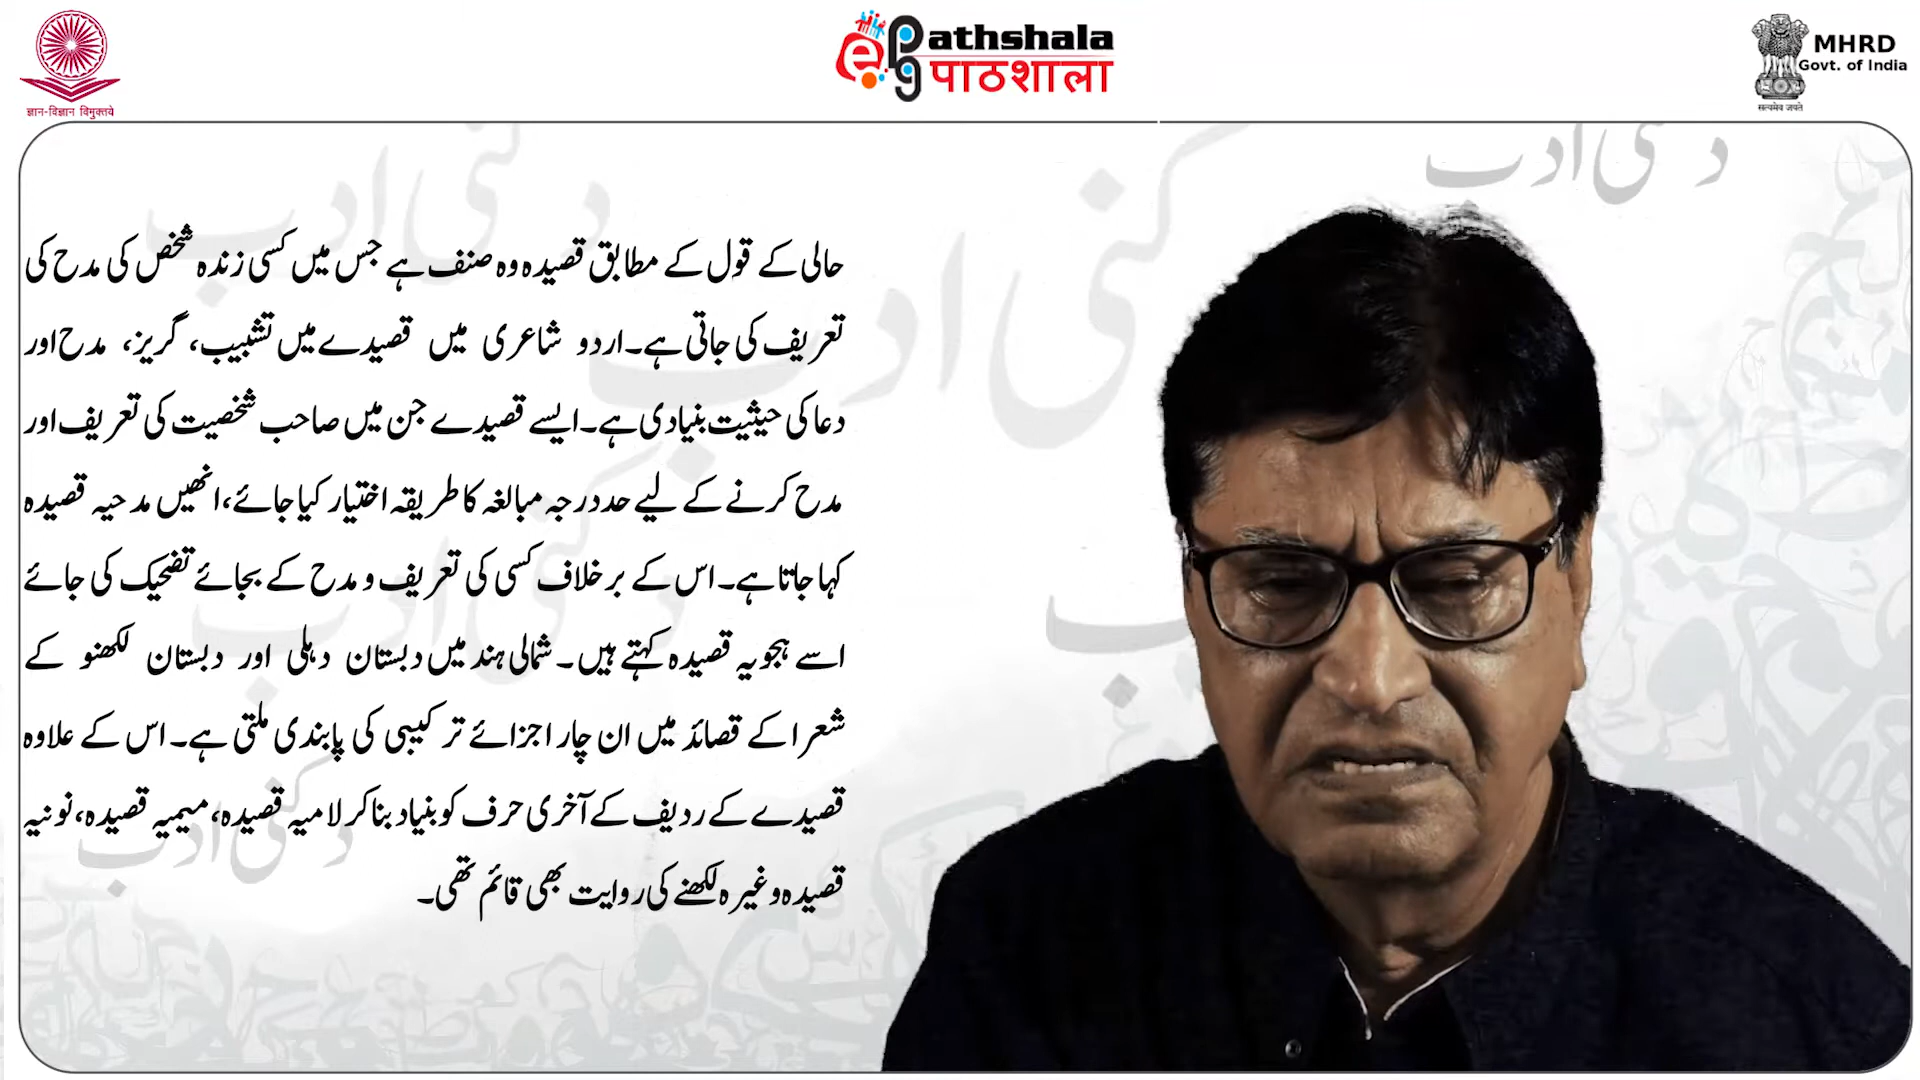 ज्ञान-विज्ञान विमुक्तये
ePathshala
पाठशाला
MHRD
Govt. of India
सत्यमेव जयते
دکنی ادب
حالی کے قول کے مطابق قصیدہ وہ صنف ہے جس میں کسی زندہ شخص کی مدح کی
تعریف کی جاتی ہے۔اردو شاعری میں قصیدے میں تشبیب، گریز، مدح اور
دعا کی حیثیت بنیادی ہے۔ایسے قصیدے جن میں صاحب شخصیت کی تعریف اور
مدح کرنے کے لیے حد درجہ مبالغہ کا طریقہ اختیار کیا جائے،انھیں مدحیہ قصیدہ
کہا جاتا ہے۔اس کے برخلاف کسی کی تعریف و مدح کے بجائے تضحیک کی جائے
اسے ہجویہ قصیدہ کہتے ہیں۔شمالی ہند میں دبستان دہلی اور دبستان لکھنو کے
شعرا کے قصائد میں ان چار اجزائے ترکیبی کی پابندی ملتی ہے۔اس کے علاوہ
قصیدے کے ردیف کے آخری حرف کو بنیاد بنا کر لامیہ قصیدہ،میمیہ قصیدہ،نونیہ
قصیدہ وغیرہ لکھنے کی روایت بھی قائم تھی۔